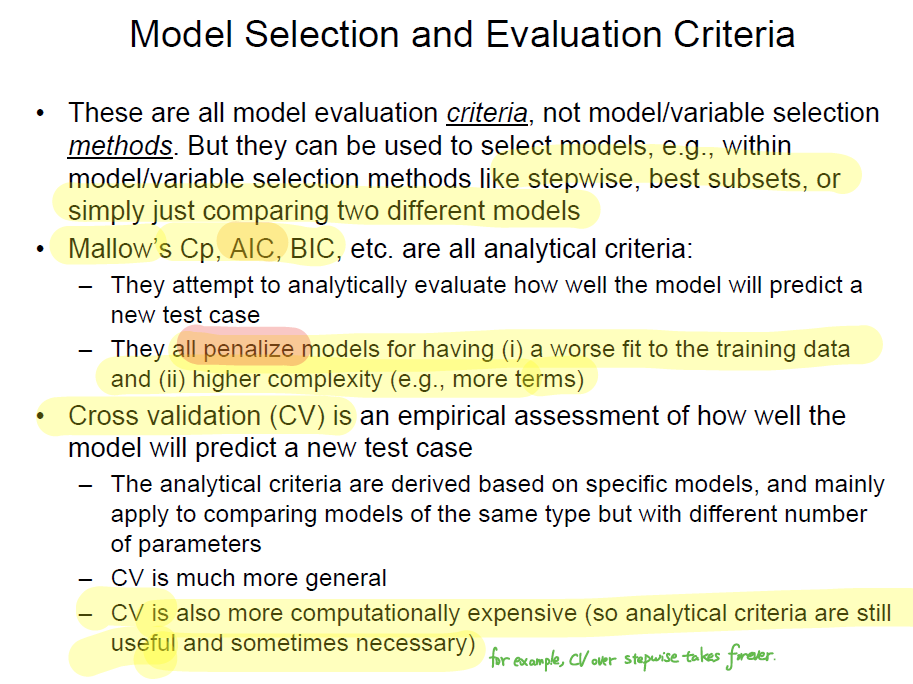 Model Selection and Evaluation Criteria
• These are all model evaluation criteria, not model/variable selection
methods. But they can be used to select models, e.g., within
model/variable selection methods like stepwise, best subsets, or
simply just comparing two different models
• Mallow's Cp, AIC, BIC, etc. are all analytical criteria:
– They attempt to analytically evaluate how well the model will predict a
new test case
– They all penalize models for having (i) a worse fit to the training data
and (ii) higher complexity (e.g., more terms)
• Cross validation (CV) is an empirical assessment of how well the
model will predict a new test case
– The analytical criteria are derived based on specific models, and mainly
apply to comparing models of the same type but with different number
of parameters
– CV is much more general
– CV is also more computationally expensive (so analytical criteria are still
useful and sometimes necessary)
for example, CV over stepwise takes forever.